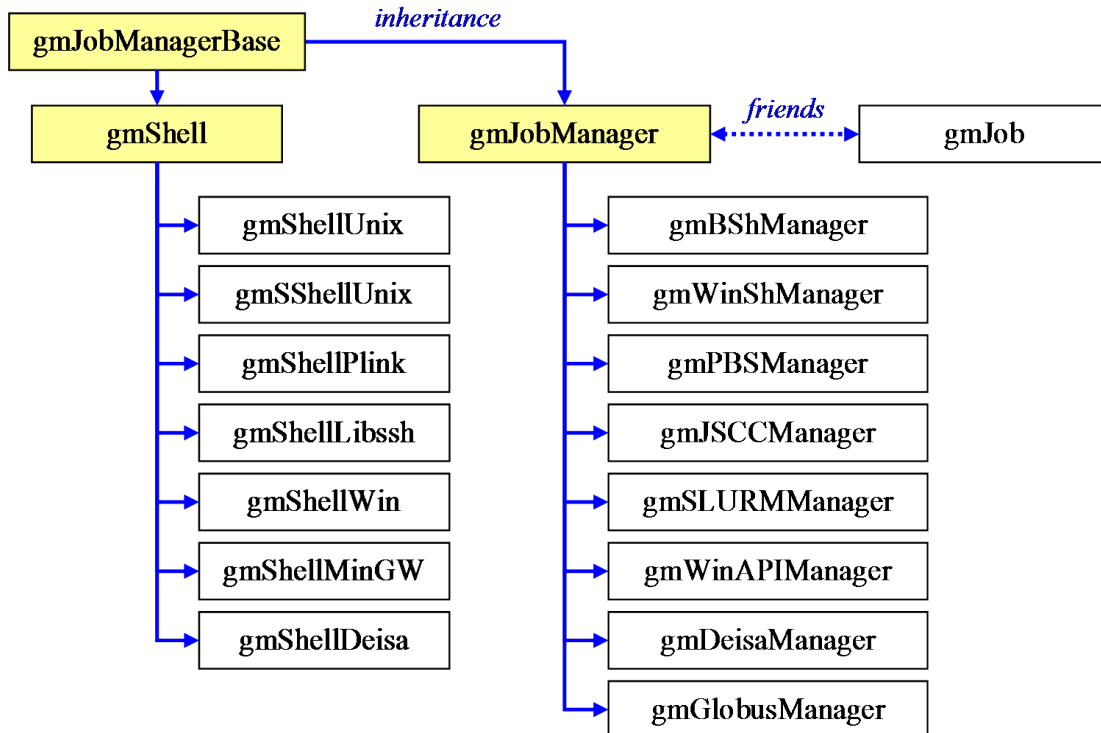 inheritance
gmJobManagerBase
gmShell
gmJobManager
friends
gmJob
gmShellUnix
gmSShellUnix
gmShellPlink
gmShellLibssh
gmShellWin
gmShellMinGW
gmShellDeisa
gmBShManager
gmWinShManager
gmPBSManager
gmJSCCManager
gmSLURMManager
gmWinAPIManager
gmDeisaManager
gmGlobusManager